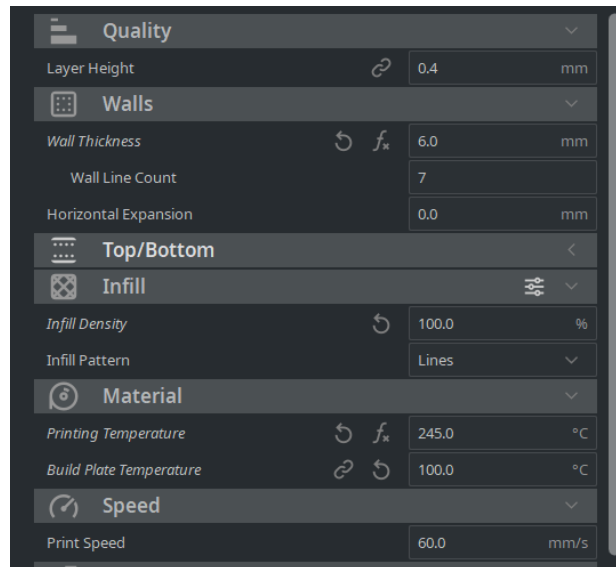 Quality
Layer Height 0.4 mm
Walls
Wall Thickness 6.0 mm
Wall Line Count 7
Horizontal Expansion 0.0 mm
Top/Bottom
Infill
Infill Density 100.0 %
Infill Pattern Lines
Material
Printing Temperature 245.0 °C
Build Plate Temperature 100.0 °C
Speed
Print Speed 60.0 mm/s